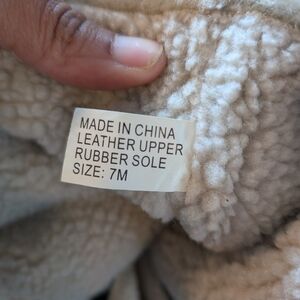 MADE IN CHINA
LEATHER UPPER
RUBBER SOLE
SIZE: 7M